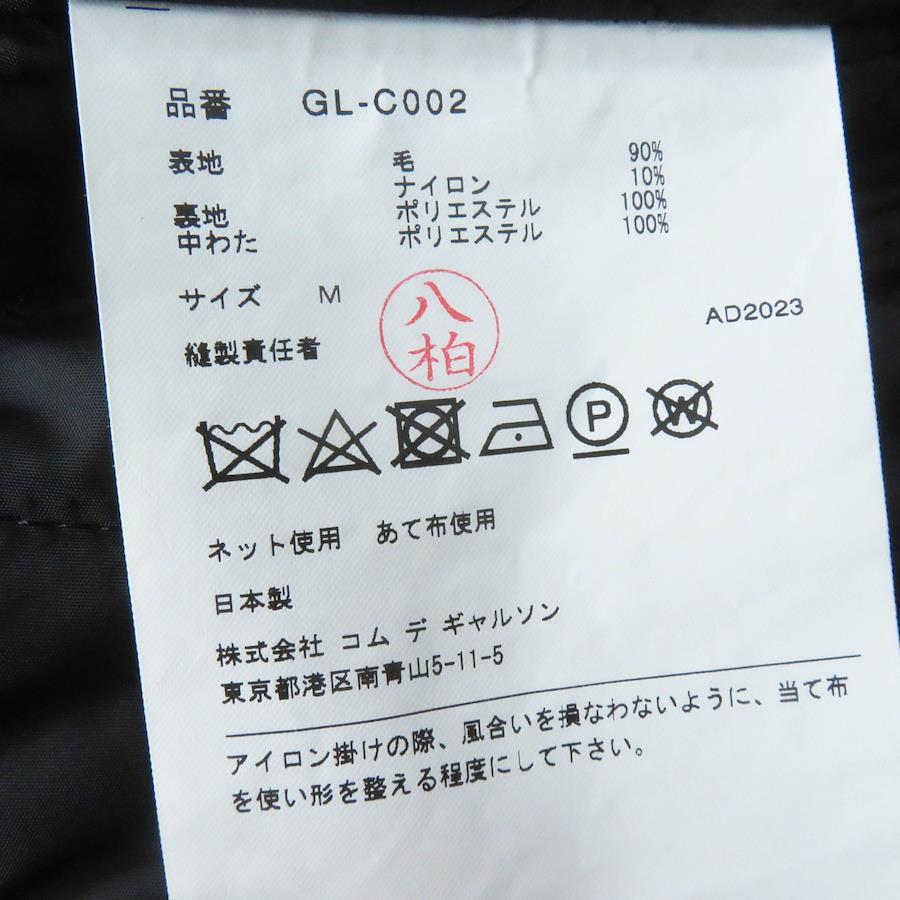 品番 GL-C002
表地 毛 90%
ナイロン 10%
裏地 ポリエステル 100%
中わた ポリエステル 100%
サイズ M
八柏
AD2023
縫製責任者
P
W
ネット使用 あて布使用
日本製
株式会社 コム デ ギャルソン
東京都港区南青山5-11-5
アイロン掛けの際、風合いを損なわないように、当て布
を使い形を整える程度にして下さい。